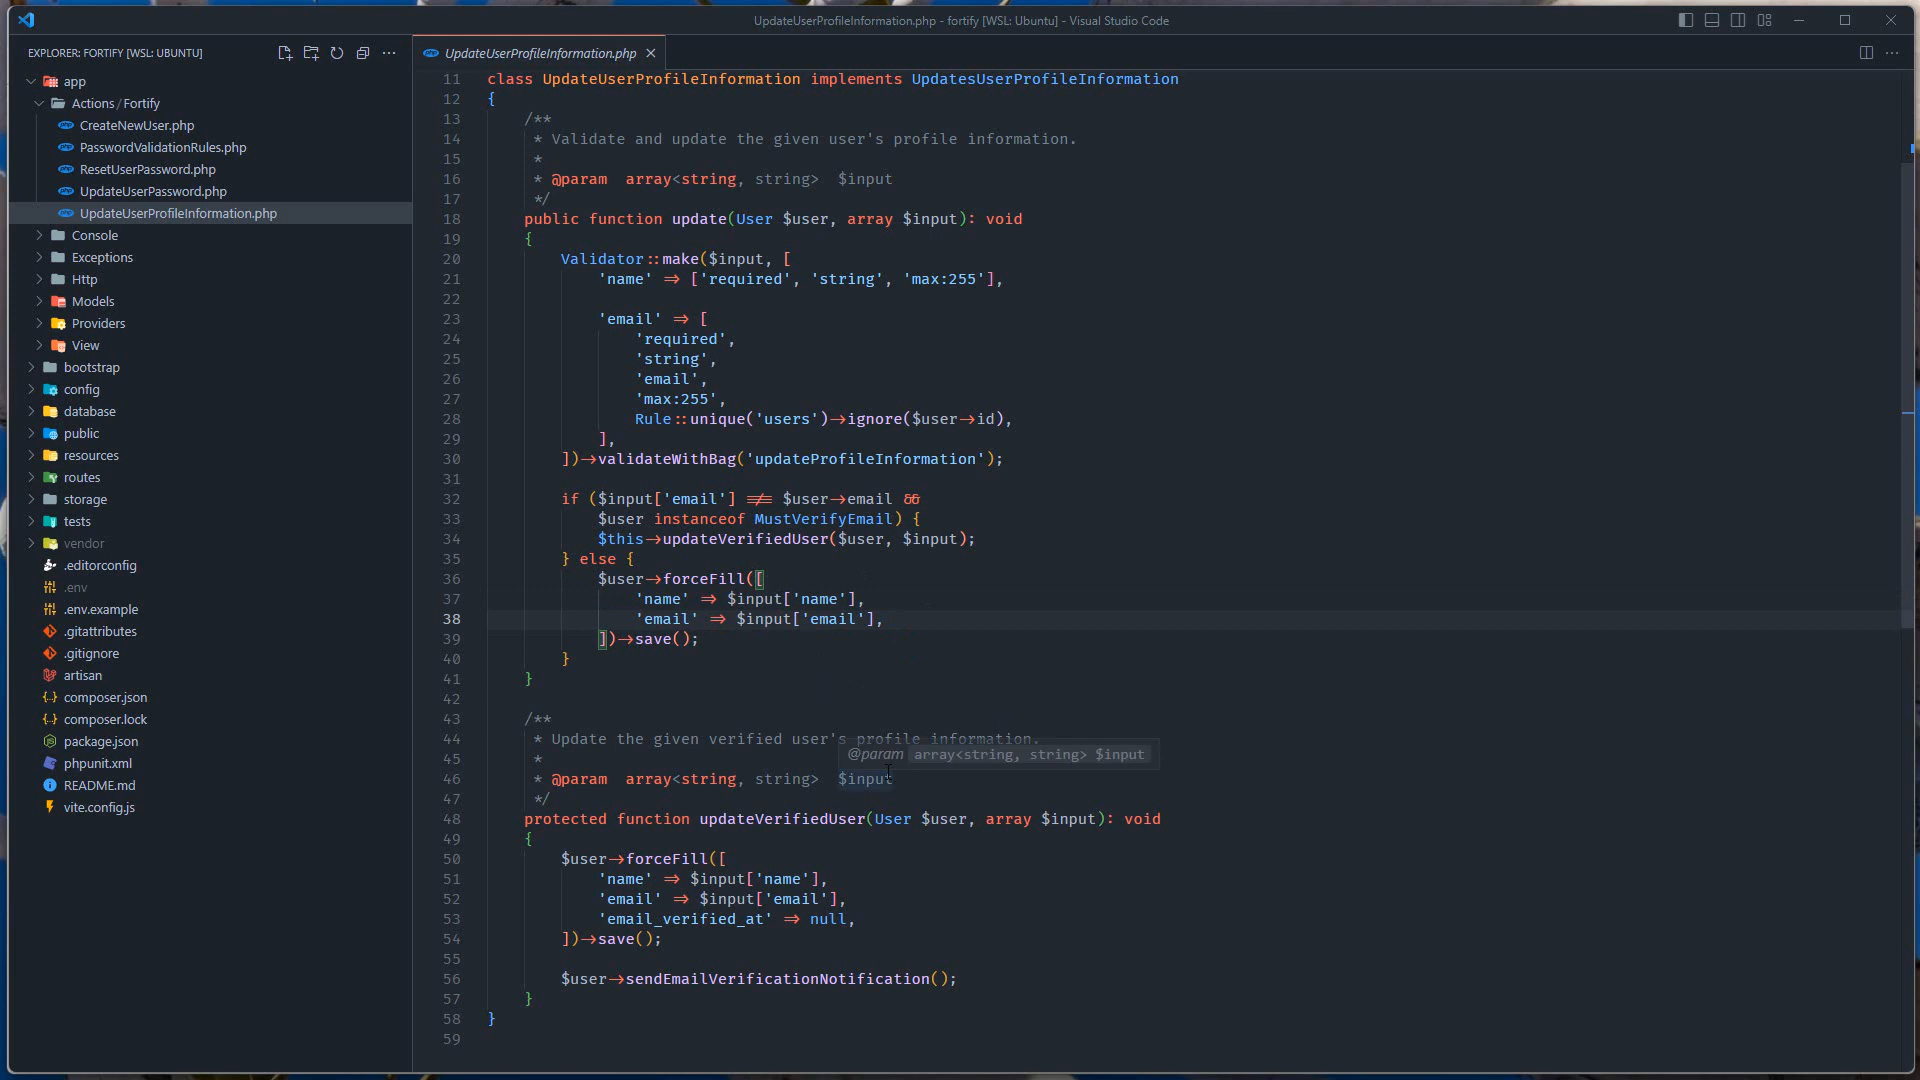 UpdateUserProfileInformation.php - fortify [WSL: Ubuntu] - Visual Studio Code
EXPLORER: FORTIFY [WSL: UBUNTU]
app
Actions/Fortify
CreateNewUser.php
PasswordValidationRules.php
ResetUserPassword.php
UpdateUserPassword.php
UpdateUserProfileInformation.php
Console
Exceptions
Http
Models
Providers
View
bootstrap
config
database
public
resources
routes
storage
tests
vendor
.editorconfig
.env
.env.example
.gitattributes
.gitignore
artisan
composer.json
composer.lock
package.json
phpunit.xml
README.md
vite.config.js
UpdateUserProfileInformation.php
11 class UpdateUserProfileInformation implements UpdatesUserProfileInformation
12 {
13 /**
14 * Validate and update the given user's profile information.
15 *
16 * @param  array<string, string>  $input
17 */
18 public function update(User $user, array $input): void
19 {
20 Validator::make($input, [
21 'name' => ['required', 'string', 'max:255'],
22
23 'email' => [
24 'required',
25 'string',
26 'email',
27 'max:255',
28 Rule::unique('users')->ignore($user->id),
29 ],
30 ])->validateWithBag('updateProfileInformation');
31
32 if ($input['email'] !== $user->email &&
33 $user instanceof MustVerifyEmail) {
34 $this->updateVerifiedUser($user, $input);
35 } else {
36 $user->forceFill([
37 'name' => $input['name'],
38 'email' => $input['email'],
39 ])->save();
40 }
41 }
42
43 /**
44 * Update the given verified user's profile information.
45 *
@param array<string, string> $input
46 * @param  array<string, string>  $input
47 */
48 protected function updateVerifiedUser(User $user, array $input): void
49 {
50 $user->forceFill([
51 'name' => $input['name'],
52 'email' => $input['email'],
53 'email_verified_at' => null,
54 ])->save();
55
56 $user->sendEmailVerificationNotification();
57 }
58 }
59